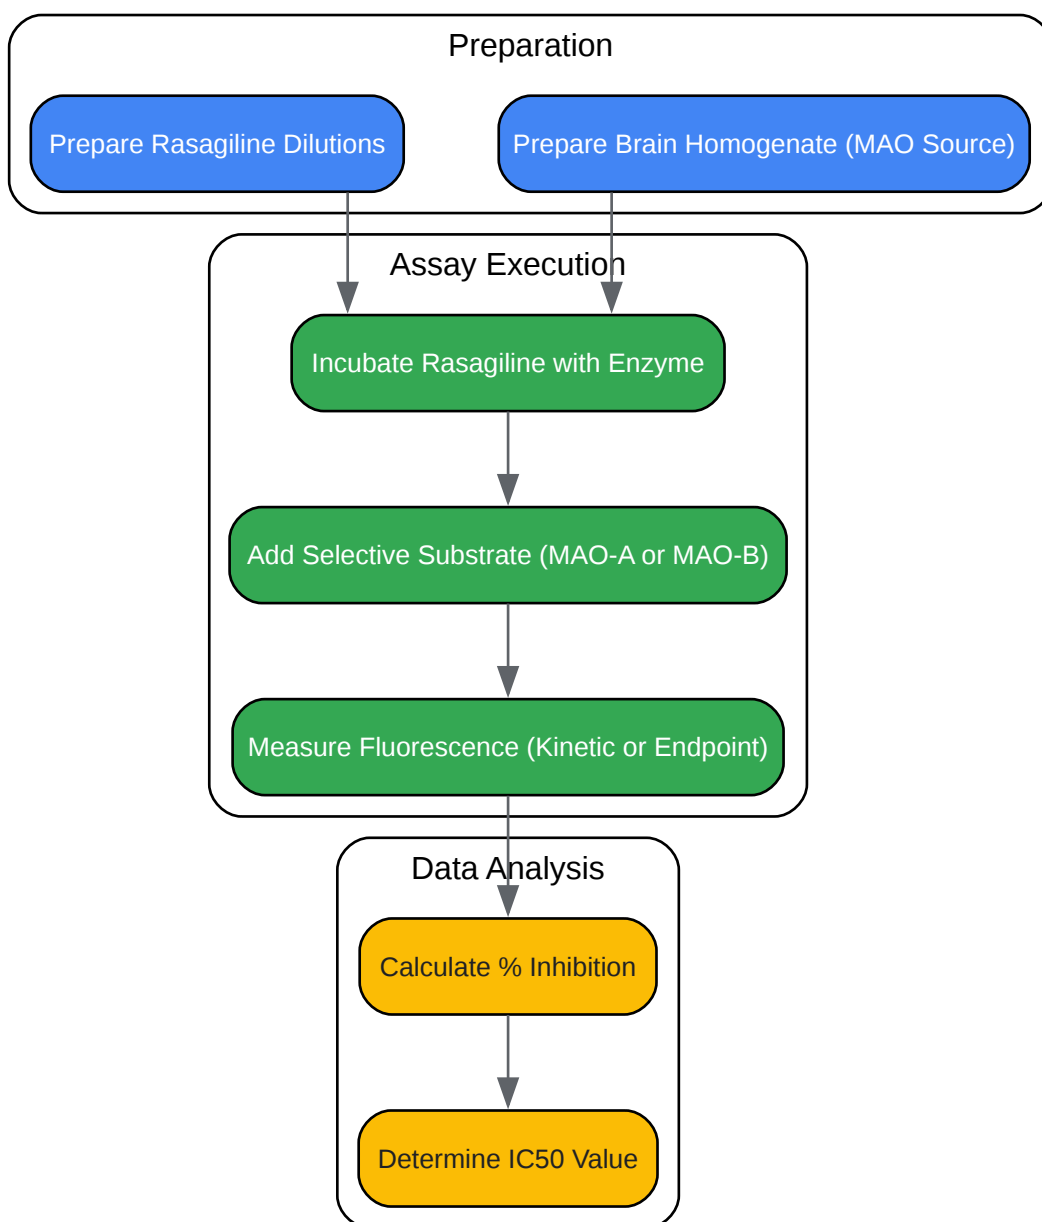 Preparation
Prepare Rasagiline Dilutions
Prepare Brain Homogenate (MAO Source)
Assay Execution
Incubate Rasagiline with Enzyme
Add Selective Substrate (MAO-A or MAO-B)
Measure Fluorescence (Kinetic or Endpoint)
Data Analysis
Calculate % Inhibition
Determine IC50 Value